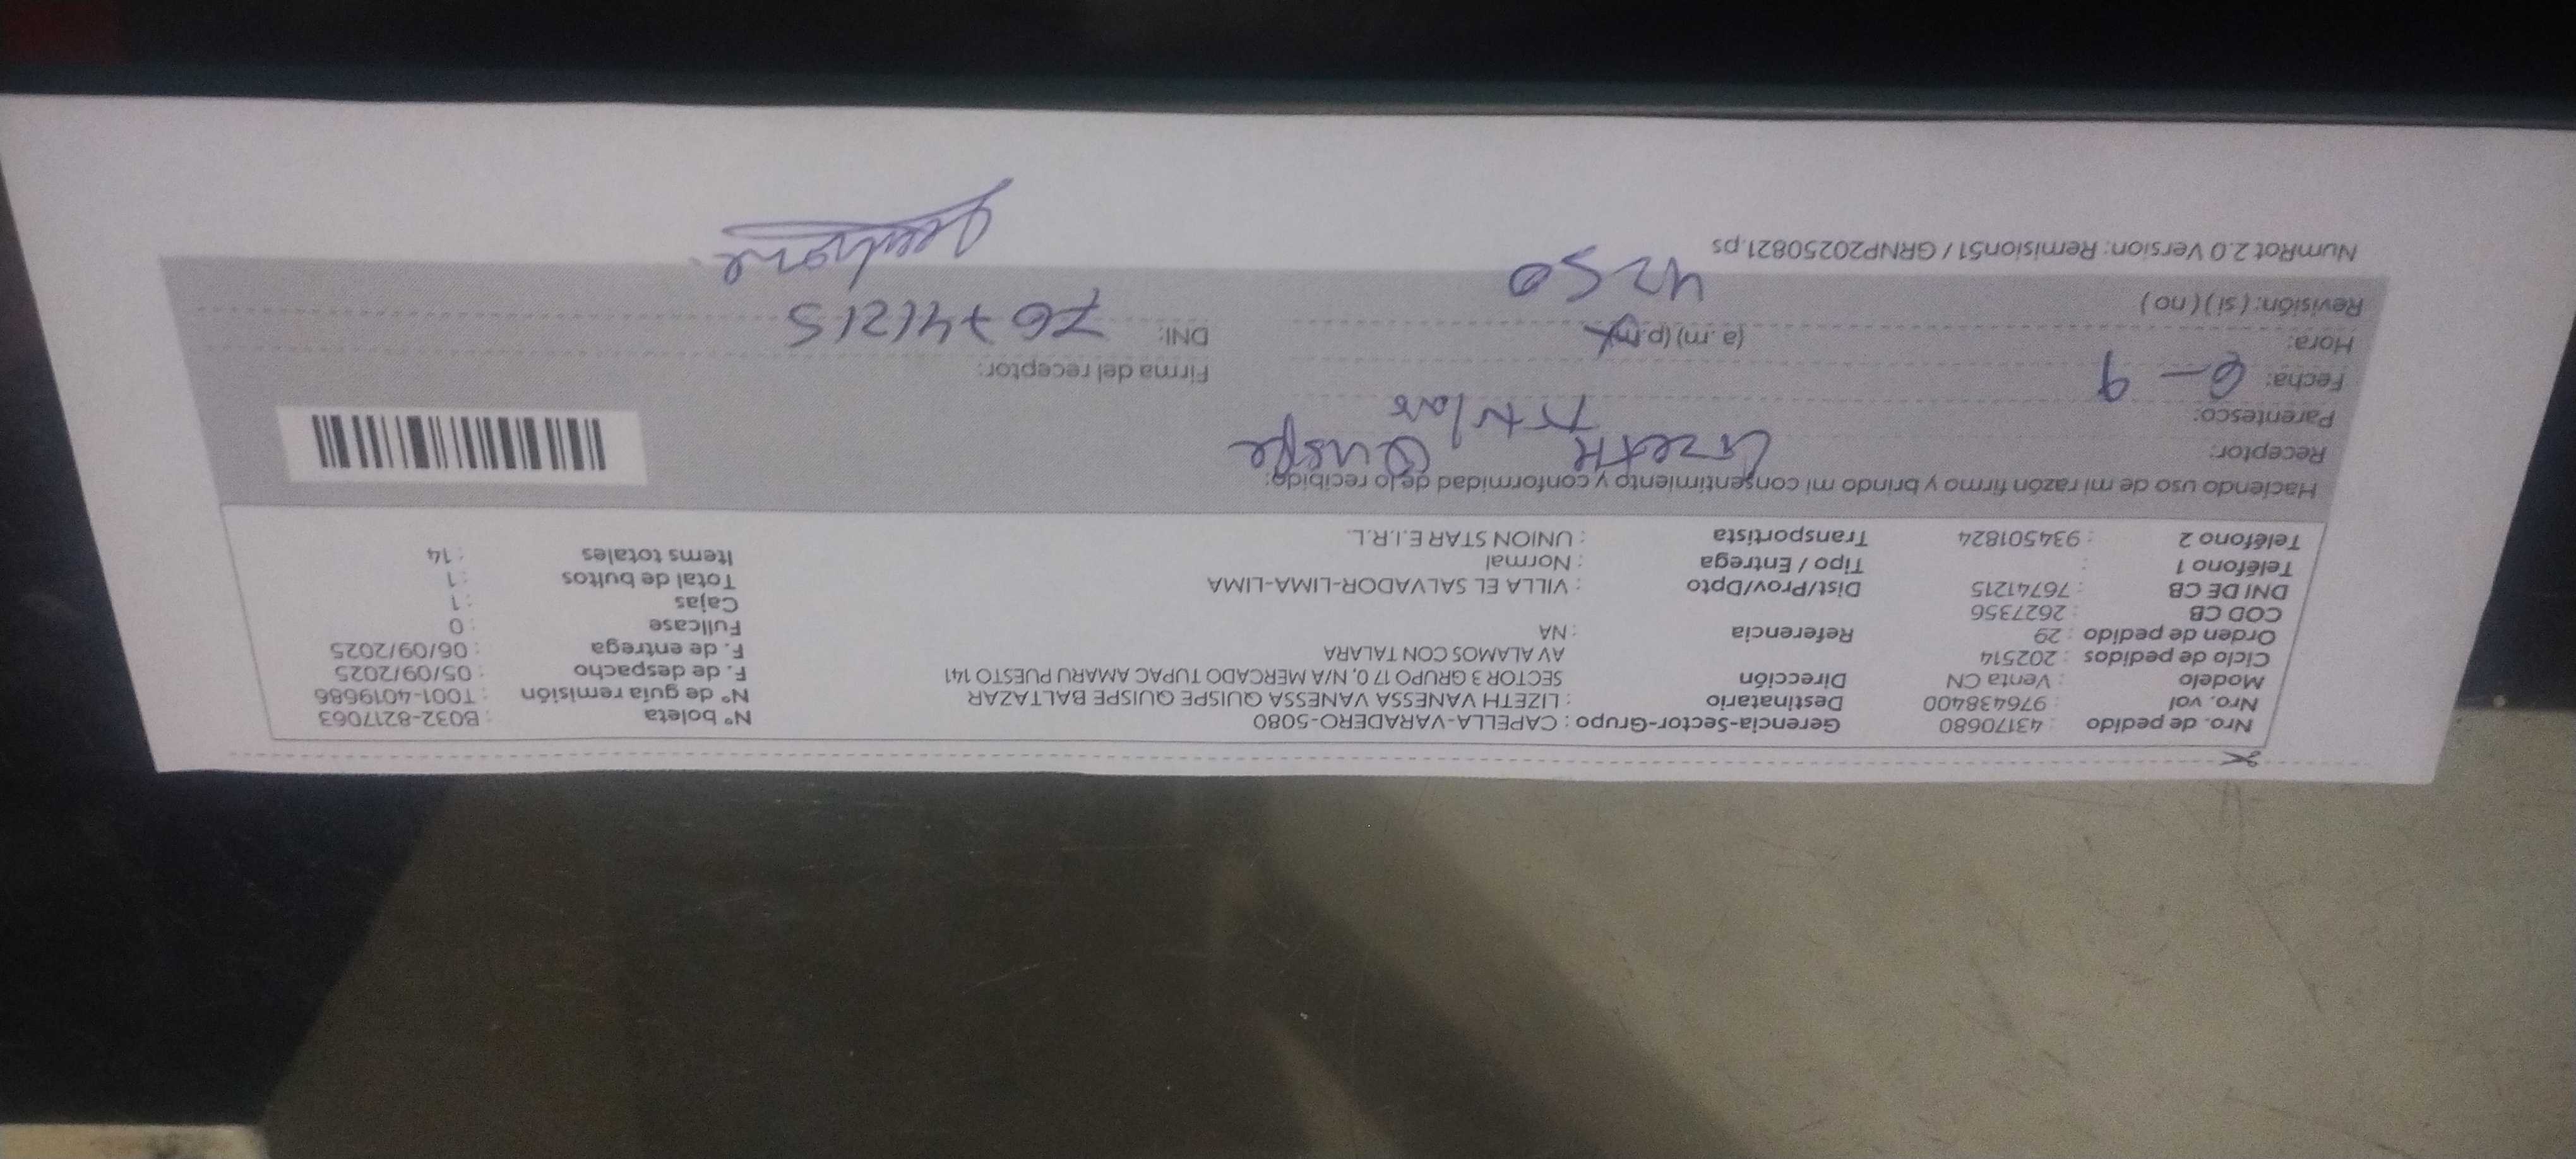 Nro. de pedido : 43170680 Gerencia-Sector-Grupo : CAPELLA-VARADERO-5080 N° boleta : B032-8217063
Nro. vol : 976438400 Destinatario : LIZETH VANESSA VANESSA QUISPE QUISPE BALTAZAR N° de guía remisión : T001-4019686
Modelo : Venta CN Dirección SECTOR 3 GRUPO 17 0, N/A MERCADO TUPAC AMARU PUESTO 141 F. de despacho : 05/09/2025
Ciclo de pedidos : 202514 AV ALAMOS CON TALARA F. de entrega : 06/09/2025
Orden de pedido : 29 Referencia : NA Fullcase : 0
COD CB : 2627356 Cajas : 1
DNI DE CB : 76741215 Dist/Prov/Dpto : VILLA EL SALVADOR-LIMA-LIMA Total de bultos : 1
Teléfono 1 : Tipo / Entrega : Normal Items totales : 14
Teléfono 2 : 934501824 Transportista : UNION STAR E.I.R.L.
Haciendo uso de mi razón firmo y brindo mi consentimiento y conformidad de lo recibido:
Receptor: Lizeth Quispe
Parentesco: Titular
Fecha: 6-9 Firma del receptor:
Hora: 4250 (a.m) (p.m) DNI: 76741215
Revisión: ( si ) ( no )
NumRot 2.0 Version: Remision51 / GRNP20250821.ps